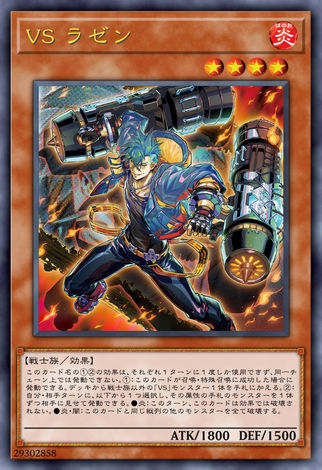 VS ラゼン
ほのお
炎
【戦士族／効果】
このカード名の①②の効果は、それぞれ１ターンに１度しか使用できず、同一チ
ェーン上では発動できない。①：このカードが召喚・特殊召喚に成功した場合に
発動できる。デッキから戦士族以外の「VS」モンスター１体を手札に加える。②：
自分・相手ターンに、以下から１つ選択し、その属性の手札のモンスターを１体
ずつ相手に見せて発動できる。●炎：このターン、このカードは効果では破壊さ
れない。●炎・闇：このカードと同じ縦列の他のモンスターを全て破壊する。
ATK/1800 DEF/1500
29302858